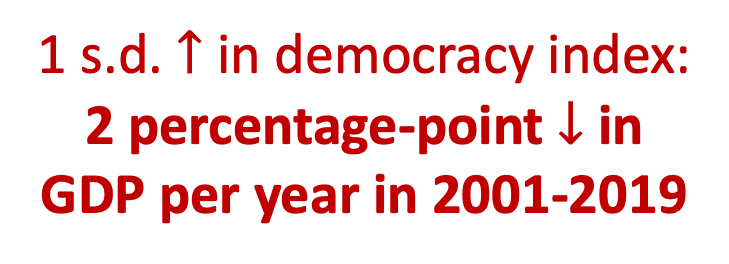 1 s.d. ↑ in democracy index:
2 percentage-point ↓ in
GDP per year in 2001-2019